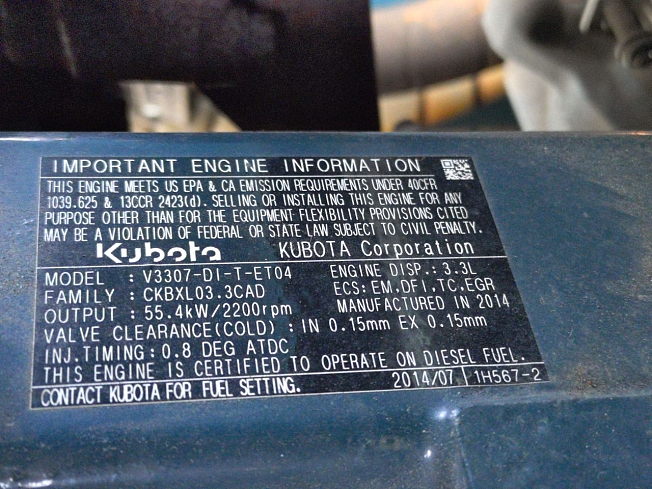 IMPORTANT ENGINE INFORMATION
THIS ENGINE MEETS US EPA & CA EMISSION REQUIREMENTS UNDER 40CFR
1039.625 & 13CCR 2423(d). SELLING OR INSTALLING THIS ENGINE FOR ANY
PURPOSE OTHER THAN FOR THE EQUIPMENT FLEXIBILITY PROVISIONS CITED
MAY BE A VIOLATION OF FEDERAL OR STATE LAW SUBJECT TO CIVIL PENALTY.
Kubota KUBOTA Corporation
MODEL : V3307-DI-T-ET04 ENGINE DISP.: 3.3L
FAMILY : CKBXL03.3CAD ECS: EM,DFI,TC,EGR
OUTPUT : 55.4kW/2200rpm MANUFACTURED IN 2014
VALVE CLEARANCE(COLD) : IN 0.15mm EX 0.15mm
INJ.TIMING: 0.8 DEG ATDC
THIS ENGINE IS CERTIFIED TO OPERATE ON DIESEL FUEL.
CONTACT KUBOTA FOR FUEL SETTING. 2014/07 1H567-2